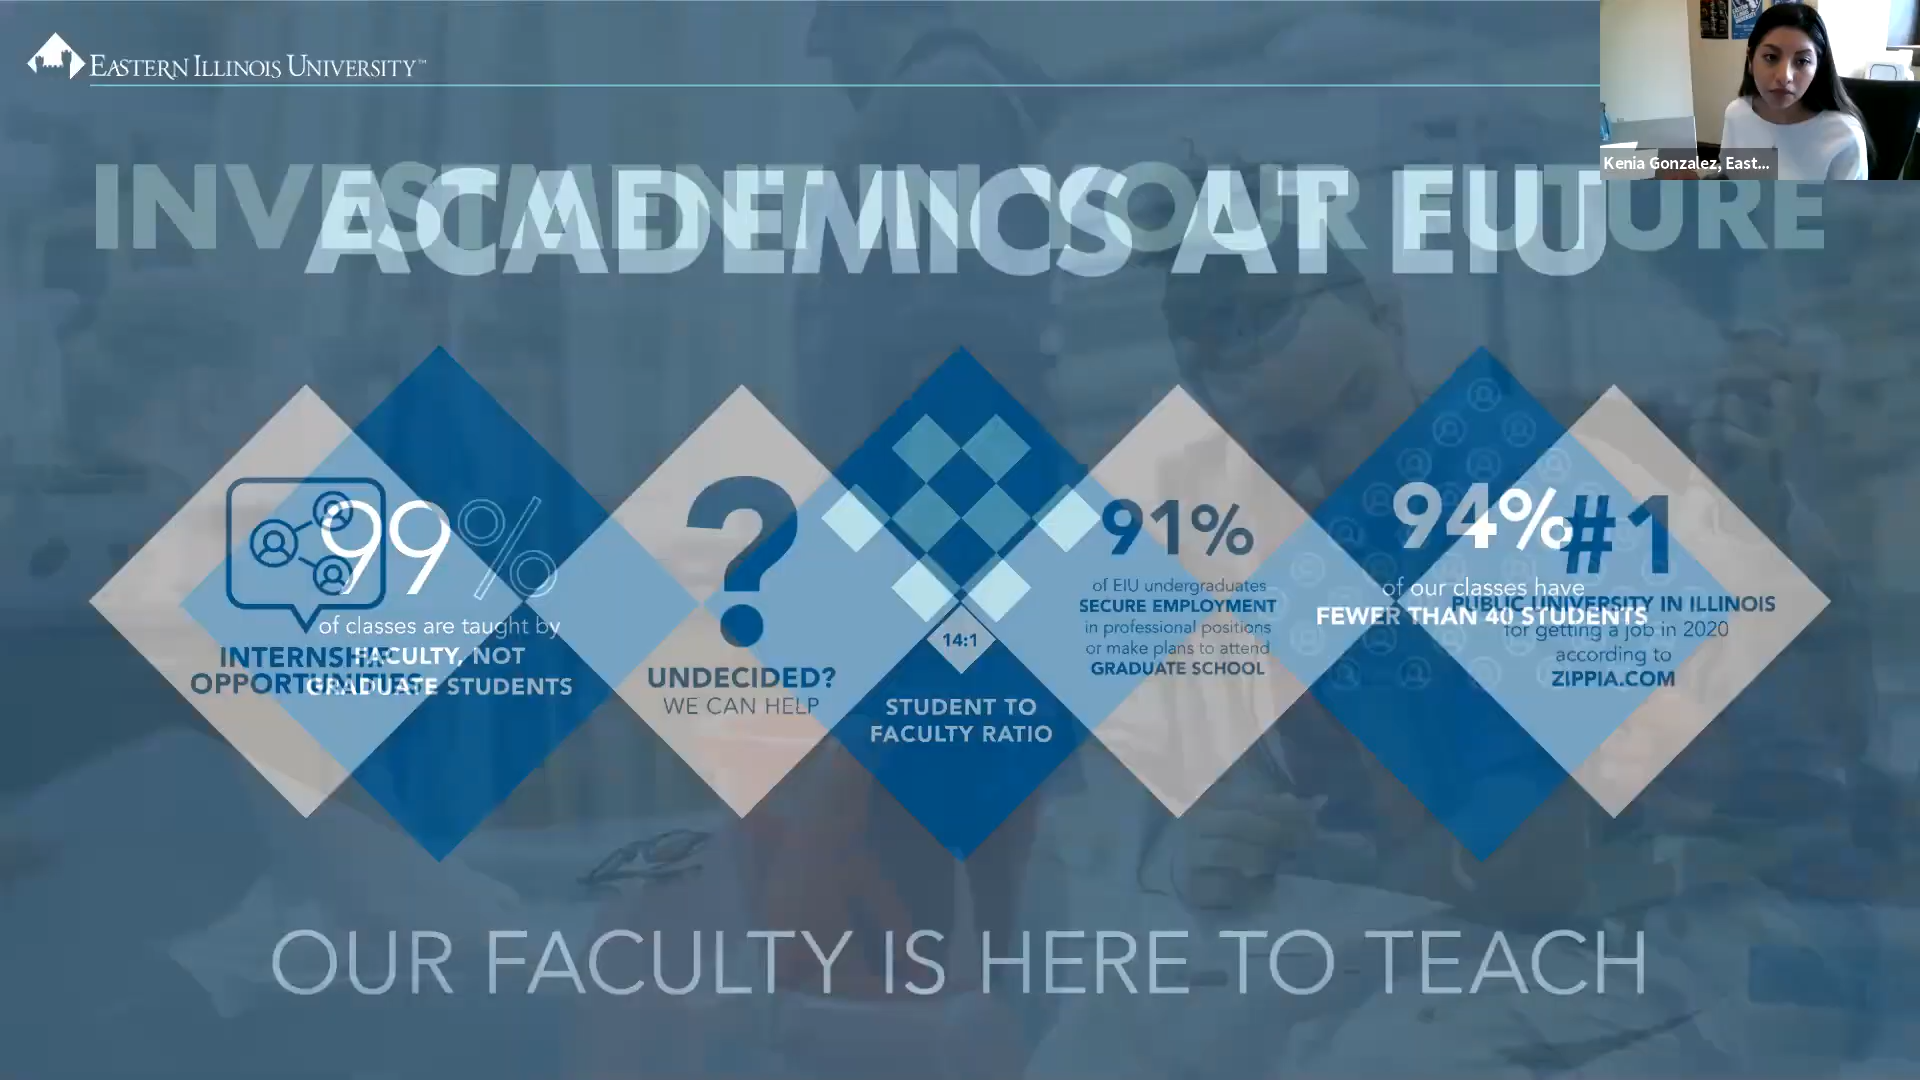 EASTERN ILLINOIS UNIVERSITY™
Kenia Gonzalez, East...
INVESTMENT IN YOUR FUTURE
ACADEMICS AT EIU
99%
of classes are taught by
FACULTY, NOT
GRADUATE STUDENTS
INTERNSHIP
OPPORTUNITIES
?
UNDECIDED?
WE CAN HELP
14:1
STUDENT TO
FACULTY RATIO
91%
of EIU undergraduates
SECURE EMPLOYMENT
in professional positions
or make plans to attend
GRADUATE SCHOOL
94%
of our classes have
FEWER THAN 40 STUDENTS
#1
PUBLIC UNIVERSITY IN ILLINOIS
for getting a job in 2020
according to
ZIPPIA.COM
OUR FACULTY IS HERE TO TEACH